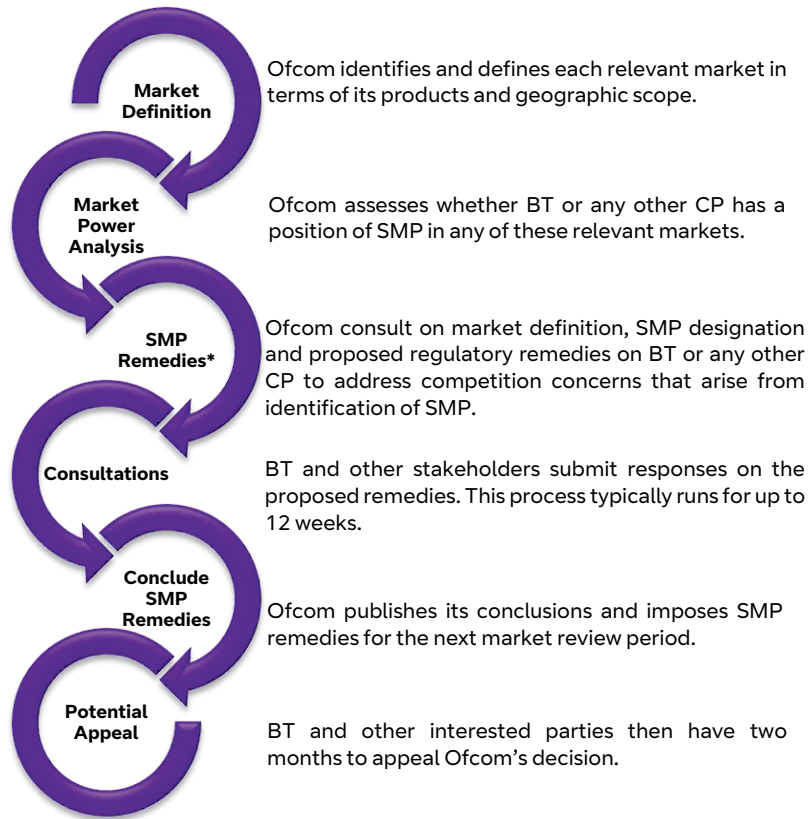 Market
Definition
Ofcom identifies and defines each relevant market in
terms of its products and geographic scope.
Market
Power
Analysis
Ofcom assesses whether BT or any other CP has a
position of SMP in any of these relevant markets.
SMP
Remedies*
Ofcom consult on market definition, SMP designation
and proposed regulatory remedies on BT or any other
CP to address competition concerns that arise from
identification of SMP.
Consultations
BT and other stakeholders submit responses on the
proposed remedies. This process typically runs for up to
12 weeks.
Conclude
SMP
Remedies
Ofcom publishes its conclusions and imposes SMP
remedies for the next market review period.
Potential
Appeal
BT and other interested parties then have two
months to appeal Ofcom’s decision.